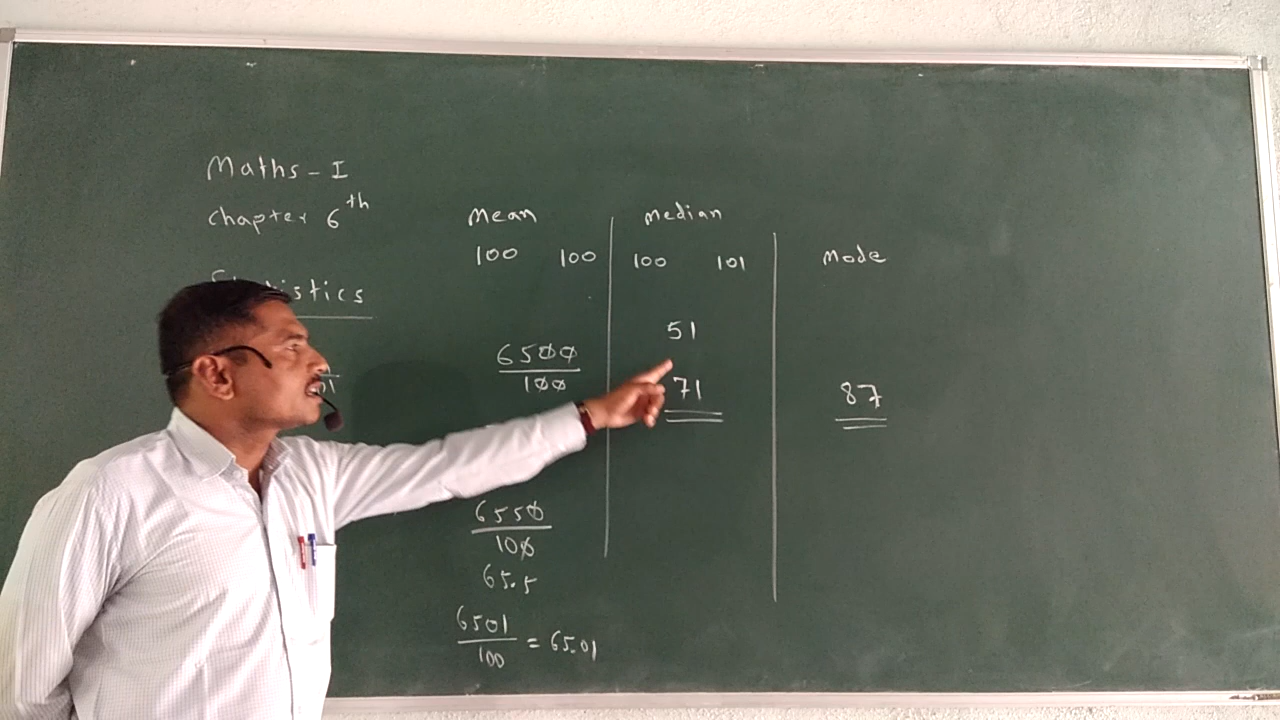 Maths - I
chapter 6th
Statistics
Mean
100 100
6500
100
6550
100
65.5
6501
100
= 65.01
Median
100 101
51
71
Mode
87